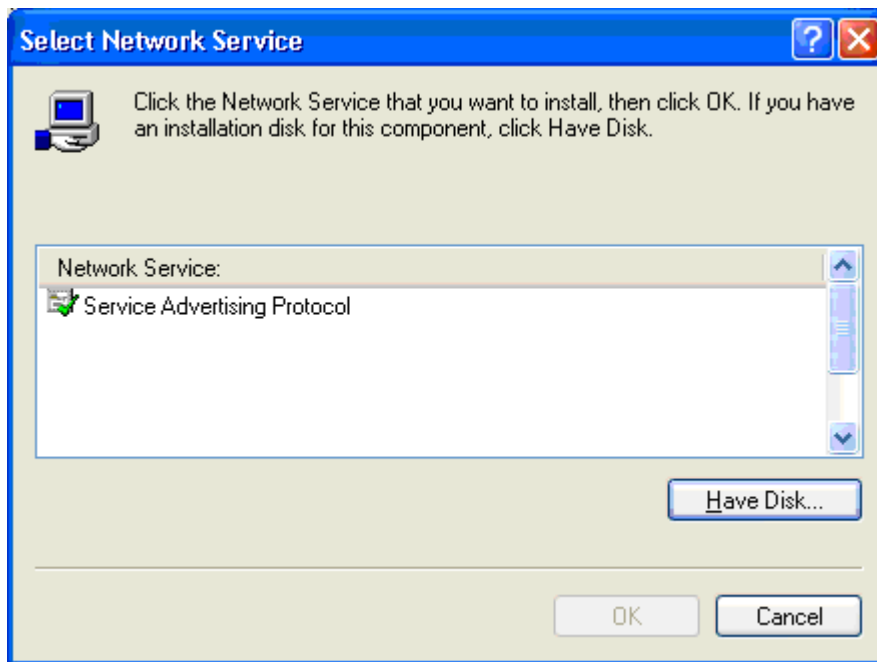 Select Network Service
Click the Network Service that you want to install, then click OK. If you have
an installation disk for this component, click Have Disk.
Network Service:
Service Advertising Protocol
Have Disk...
OK
Cancel